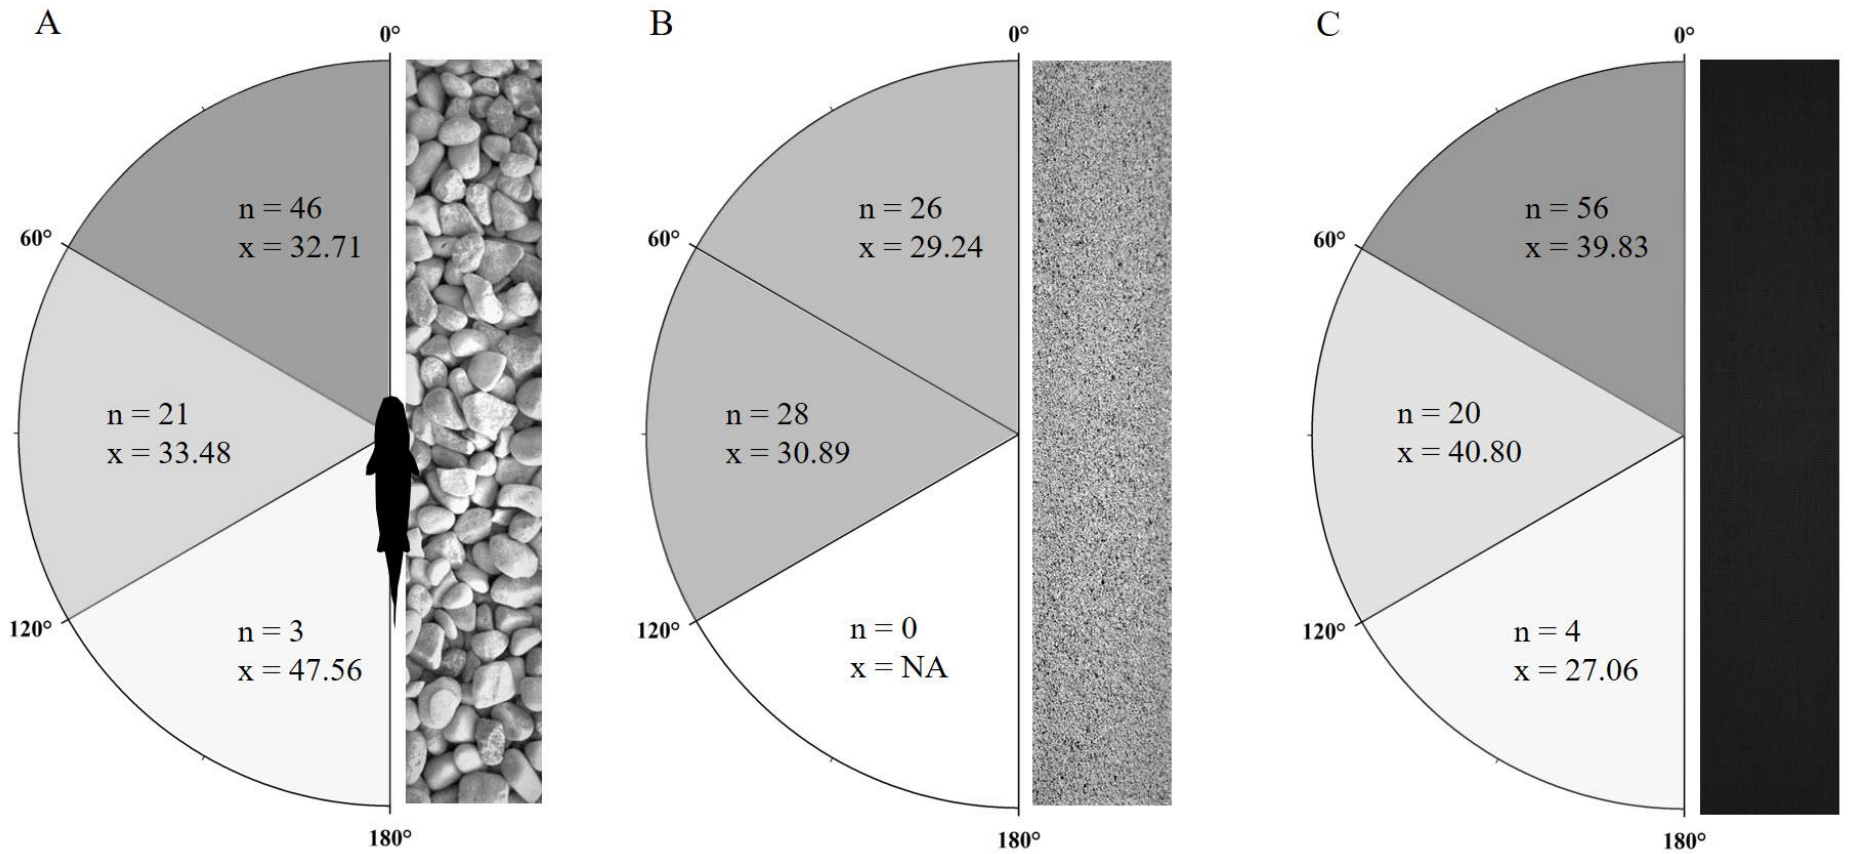 A
0°
n = 46
x = 32.71
60°
n = 21
x = 33.48
120°
n = 3
x = 47.56
180°
B
0°
n = 26
x = 29.24
60°
n = 28
x = 30.89
120°
n = 0
x = NA
180°
C
0°
n = 56
x = 39.83
60°
n = 20
x = 40.80
120°
n = 4
x = 27.06
180°